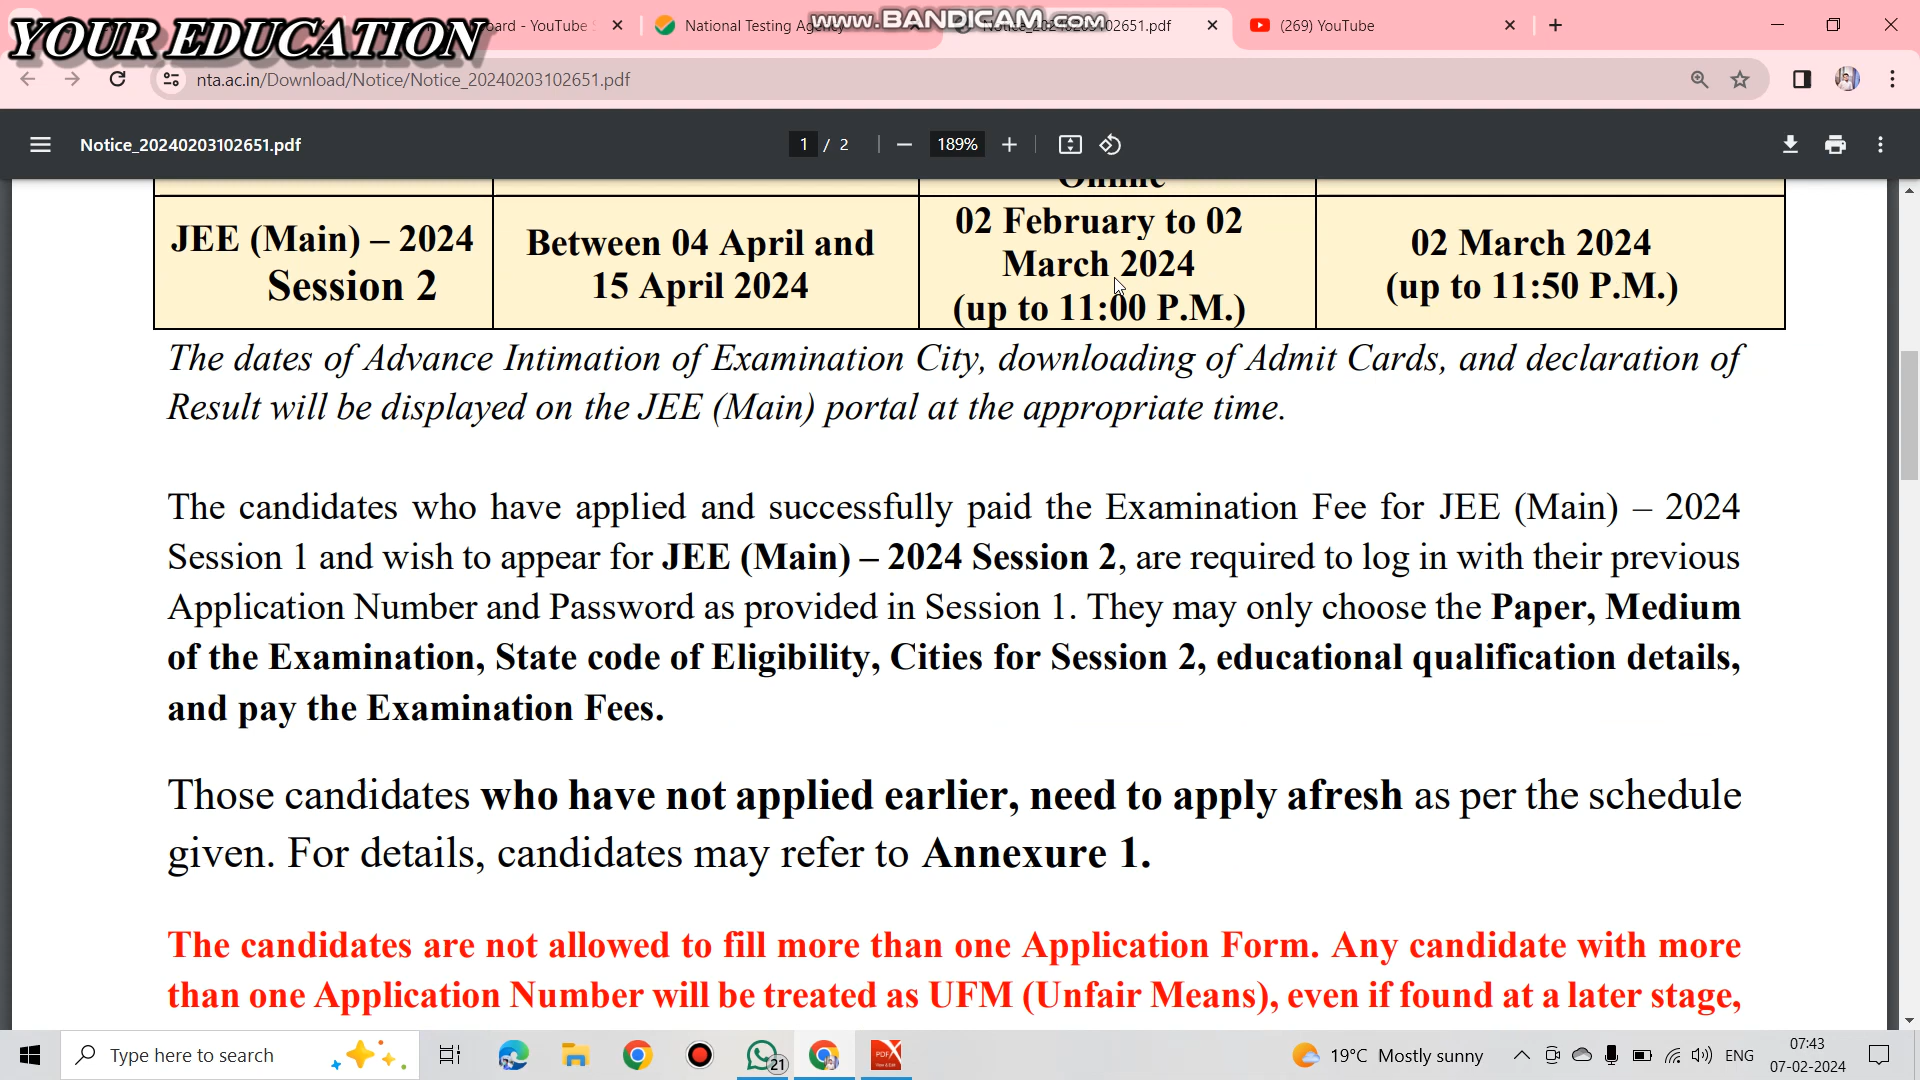 YOUR EDUCATION
board - YouTube
National Testing Agency
www.BANDICAM.com
Notice_20240203102651.pdf
(269) YouTube
nta.ac.in/Download/Notice/Notice_20240203102651.pdf
Notice_20240203102651.pdf
1 / 2
189%
Online
JEE (Main) – 2024
Session 2
Between 04 April and
15 April 2024
02 February to 02
March 2024
(up to 11:00 P.M.)
02 March 2024
(up to 11:50 P.M.)
The dates of Advance Intimation of Examination City, downloading of Admit Cards, and declaration of
Result will be displayed on the JEE (Main) portal at the appropriate time.
The candidates who have applied and successfully paid the Examination Fee for JEE (Main) – 2024
Session 1 and wish to appear for JEE (Main) – 2024 Session 2, are required to log in with their previous
Application Number and Password as provided in Session 1. They may only choose the Paper, Medium
of the Examination, State code of Eligibility, Cities for Session 2, educational qualification details,
and pay the Examination Fees.
Those candidates who have not applied earlier, need to apply afresh as per the schedule
given. For details, candidates may refer to Annexure 1.
The candidates are not allowed to fill more than one Application Form. Any candidate with more
than one Application Number will be treated as UFM (Unfair Means), even if found at a later stage,
Type here to search
21
PDF
19°C Mostly sunny
ENG
07:43
07-02-2024